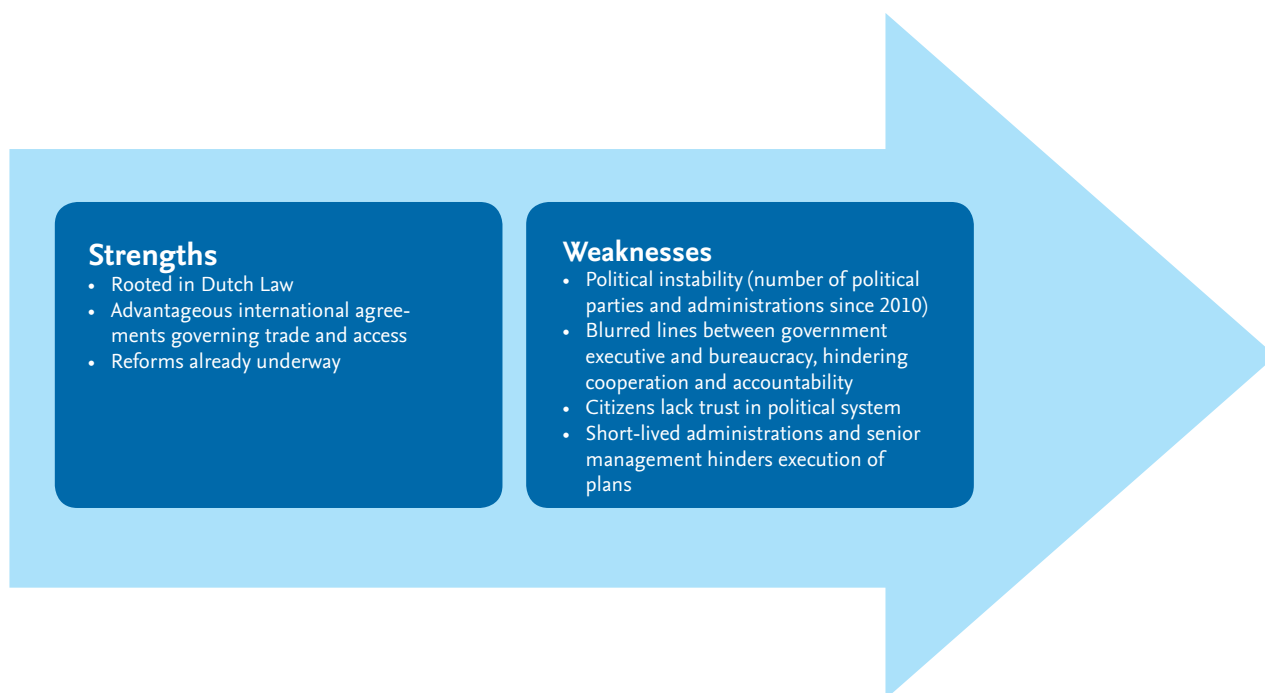 Strengths
• Rooted in Dutch Law
• Advantageous international agree-
ments governing trade and access
• Reforms already underway
Weaknesses
• Political instability (number of political
parties and administrations since 2010)
• Blurred lines between government
executive and bureaucracy, hindering
cooperation and accountability
• Citizens lack trust in political system
• Short-lived administrations and senior
management hinders execution of
plans